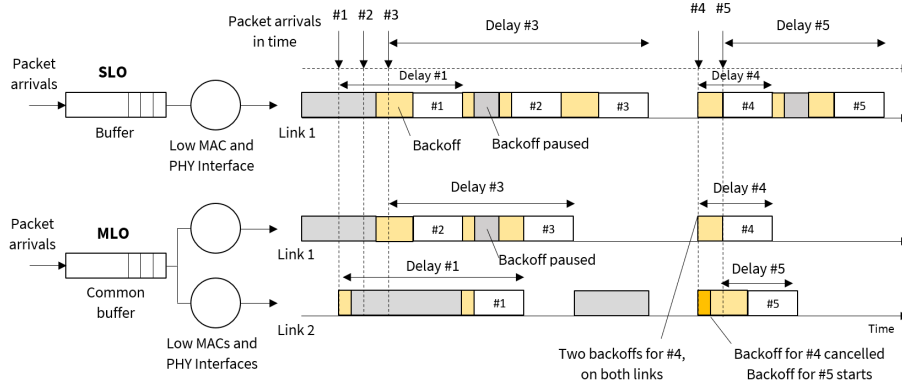 Packet arrivals
in time
#1
#2
#3
Delay #3
#4
#5
Delay #5
Packet
arrivals
SLO
Buffer
Low MAC and
PHY Interface
Link 1
Delay #1
#1
#2
#3
Backoff
Backoff paused
Delay #4
#4
#5
Packet
arrivals
MLO
Common
buffer
Low MACs and
PHY Interfaces
Link 1
Delay #3
#2
#3
Backoff paused
Delay #4
#4
Link 2
Delay #1
#1
Delay #5
#5
Time
Two backoffs for #4,
on both links
Backoff for #4 cancelled
Backoff for #5 starts